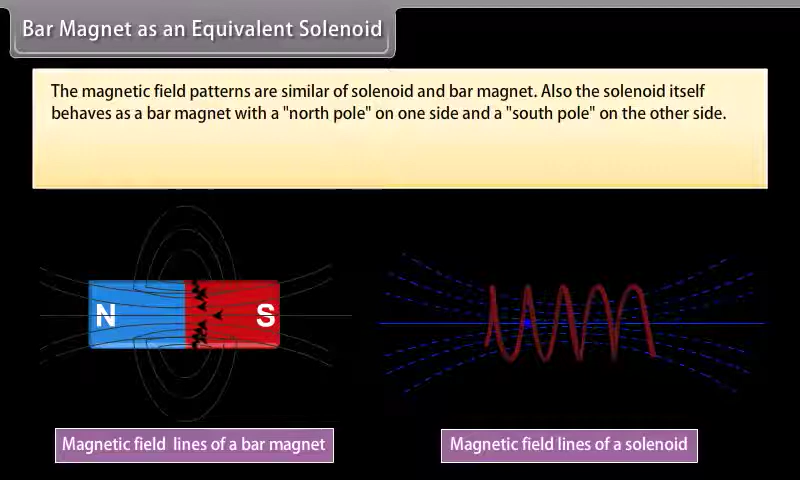 Bar Magnet as an Equivalent Solenoid
The magnetic field patterns are similar of solenoid and bar magnet. Also the solenoid itself
behaves as a bar magnet with a "north pole" on one side and a "south pole" on the other side.
N S
Magnetic field lines of a bar magnet
Magnetic field lines of a solenoid